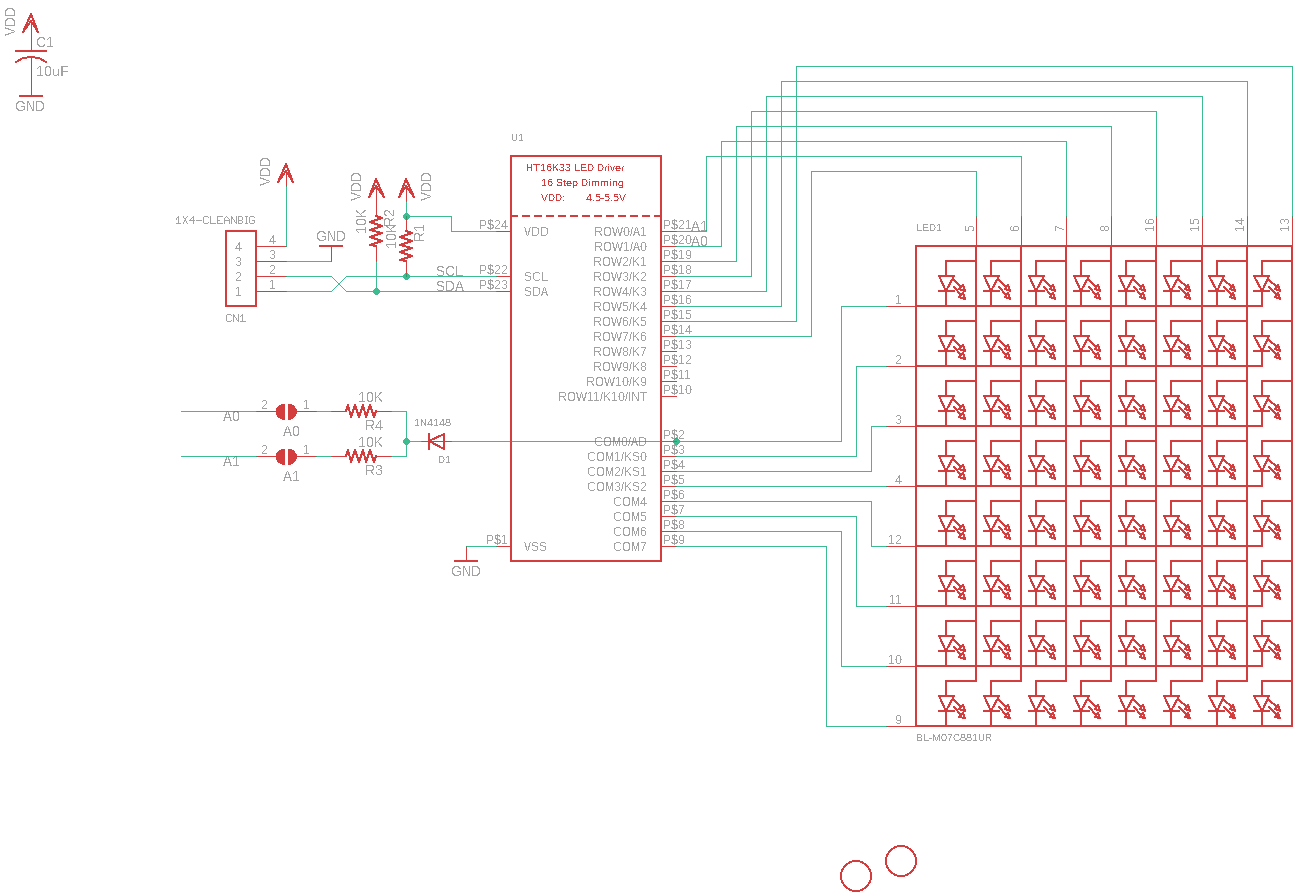 VDD
C1
10uF
GND
U1
HT16K33 LED Driver
16 Step Dimming
VDD: 4.5-5.5V
VDD
VDD
VDD
10K
R2
10K
R1
1X4-CLEANBIG
GND
4 4
3 3
2 2
1 1
CN1
SCL
SDA
P$24 VDD
P$22 SCL
P$23 SDA
ROW0/A1 P$21 A1
ROW1/A0 P$20 A0
ROW2/K1 P$19
ROW3/K2 P$18
ROW4/K3 P$17
ROW5/K4 P$16
ROW6/K5 P$15
ROW7/K6 P$14
ROW8/K7 P$13
ROW9/K8 P$12
ROW10/K9 P$11
ROW11/K10/INT P$10
COM0/AD P$2
COM1/KS0 P$3
COM2/KS1 P$4
COM3/KS2 P$5
COM4 P$6
COM5 P$7
COM6 P$8
COM7 P$9
P$1 VSS
GND
A0 2 1 10K
A0 R4
A1 2 1 10K
A1 R3
1N4148
D1
LED1 5 6 7 8 16 15 14 13
1
2
3
4
12
11
10
9
BL-M07C881UR